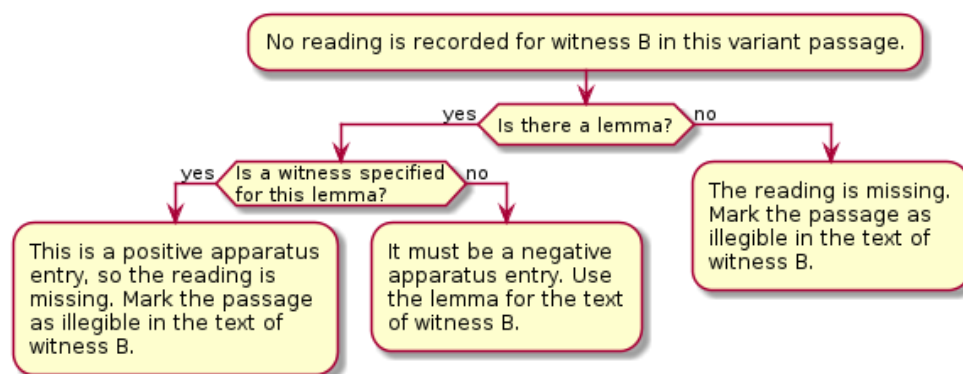 No reading is recorded for witness B in this variant passage.
yes
Is there a lemma?
no
yes
Is a witness specified
for this lemma?
no
This is a positive apparatus
entry, so the reading is
missing. Mark the passage
as illegible in the text of
witness B.
It must be a negative
apparatus entry. Use
the lemma for the text
of witness B.
The reading is missing.
Mark the passage as
illegible in the text of
witness B.